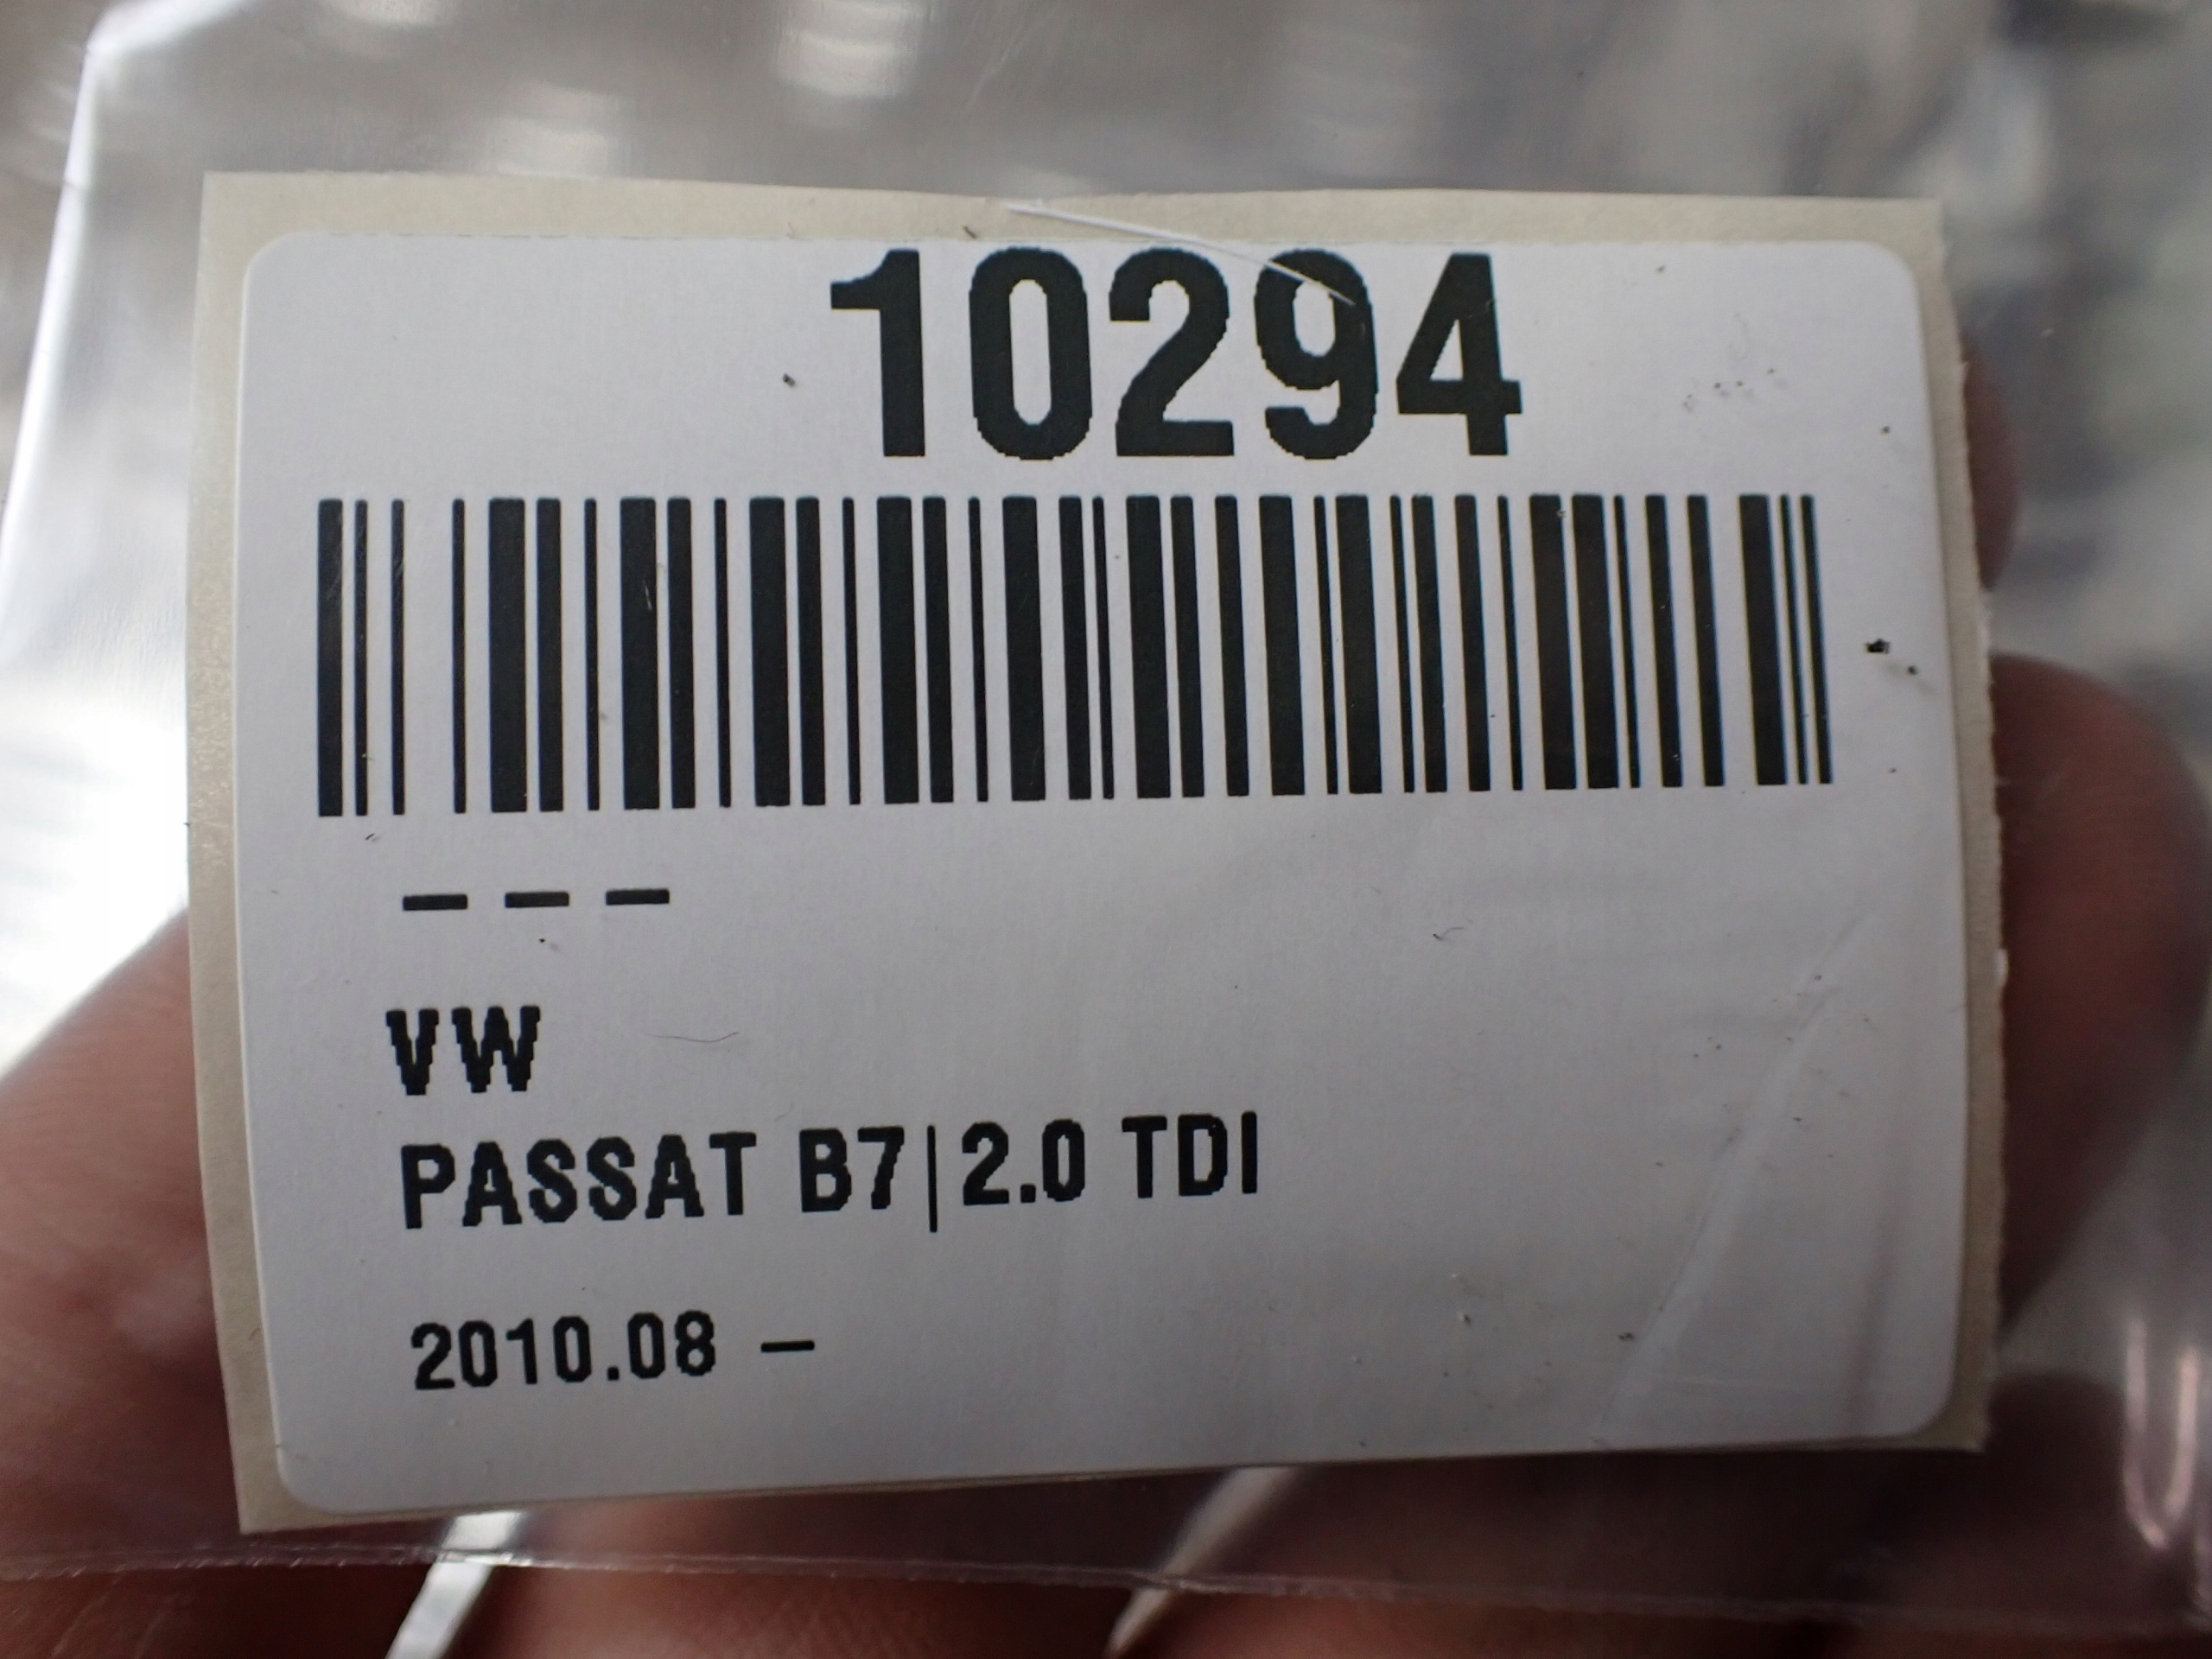 10294
– – –
VW
PASSAT B7|2.0 TDI
2010.08 –